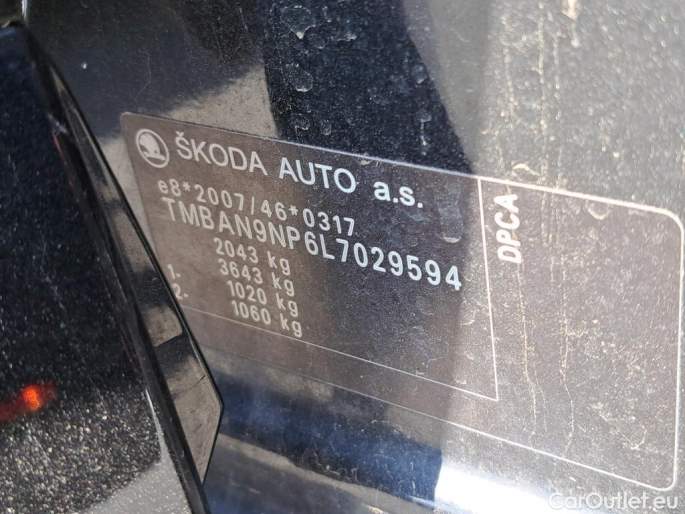 ŠKODA AUTO a.s.
e8*2007/46*0317
TMBAN9NP6L7029594
2043 kg
1- 3643 kg
2- 1020 kg
1060 kg
DPCA
CarOutlet.eu